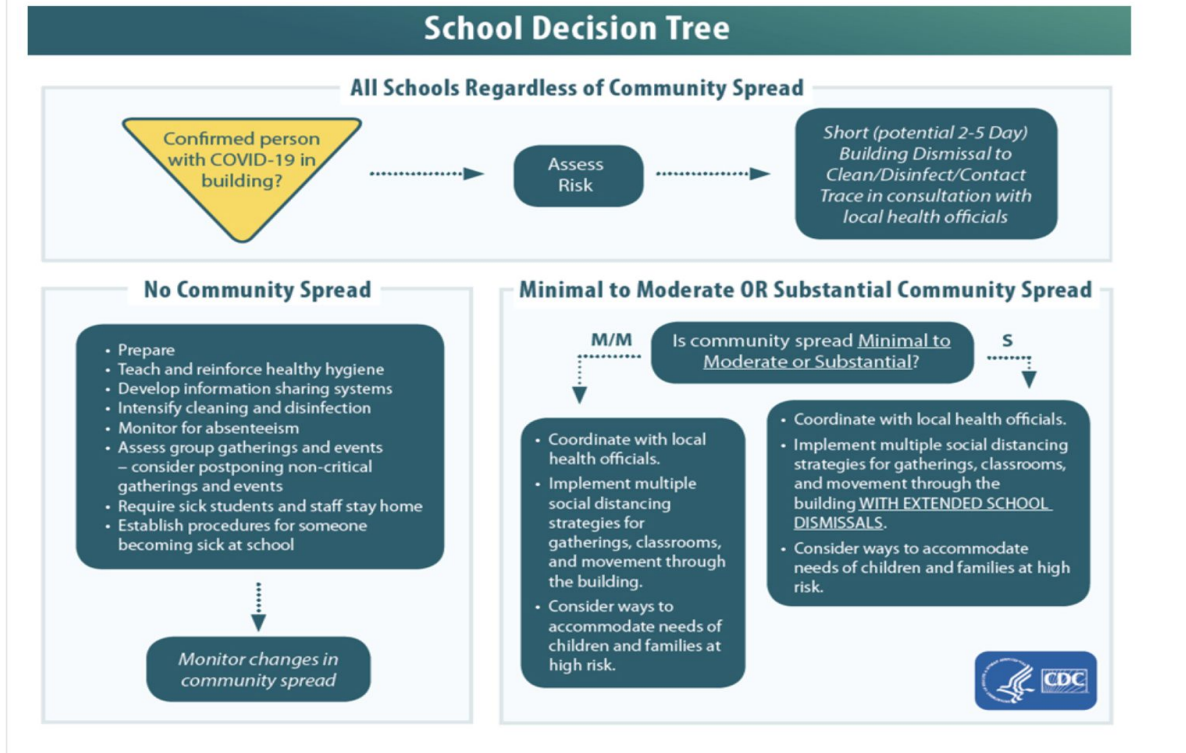 School Decision Tree
All Schools Regardless of Community Spread
Confirmed person
with COVID-19 in
building?
Assess
Risk
Short (potential 2-5 Day)
Building Dismissal to
Clean/Disinfect/Contact
Trace in consultation with
local health officials
No Community Spread
• Prepare
• Teach and reinforce healthy hygiene
• Develop information sharing systems
• Intensify cleaning and disinfection
• Monitor for absenteeism
• Assess group gatherings and events
– consider postponing non-critical
gatherings and events
• Require sick students and staff stay home
• Establish procedures for someone
becoming sick at school
Monitor changes in
community spread
Minimal to Moderate OR Substantial Community Spread
M/M
Is community spread Minimal to
Moderate or Substantial?
S
• Coordinate with local
health officials.
• Implement multiple
social distancing
strategies for
gatherings, classrooms,
and movement through
the building.
• Consider ways to
accommodate needs of
children and families at
high risk.
• Coordinate with local health officials.
• Implement multiple social distancing
strategies for gatherings, classrooms,
and movement through the
building WITH EXTENDED SCHOOL
DISMISSALS.
• Consider ways to accommodate
needs of children and families at high
risk.
CDC